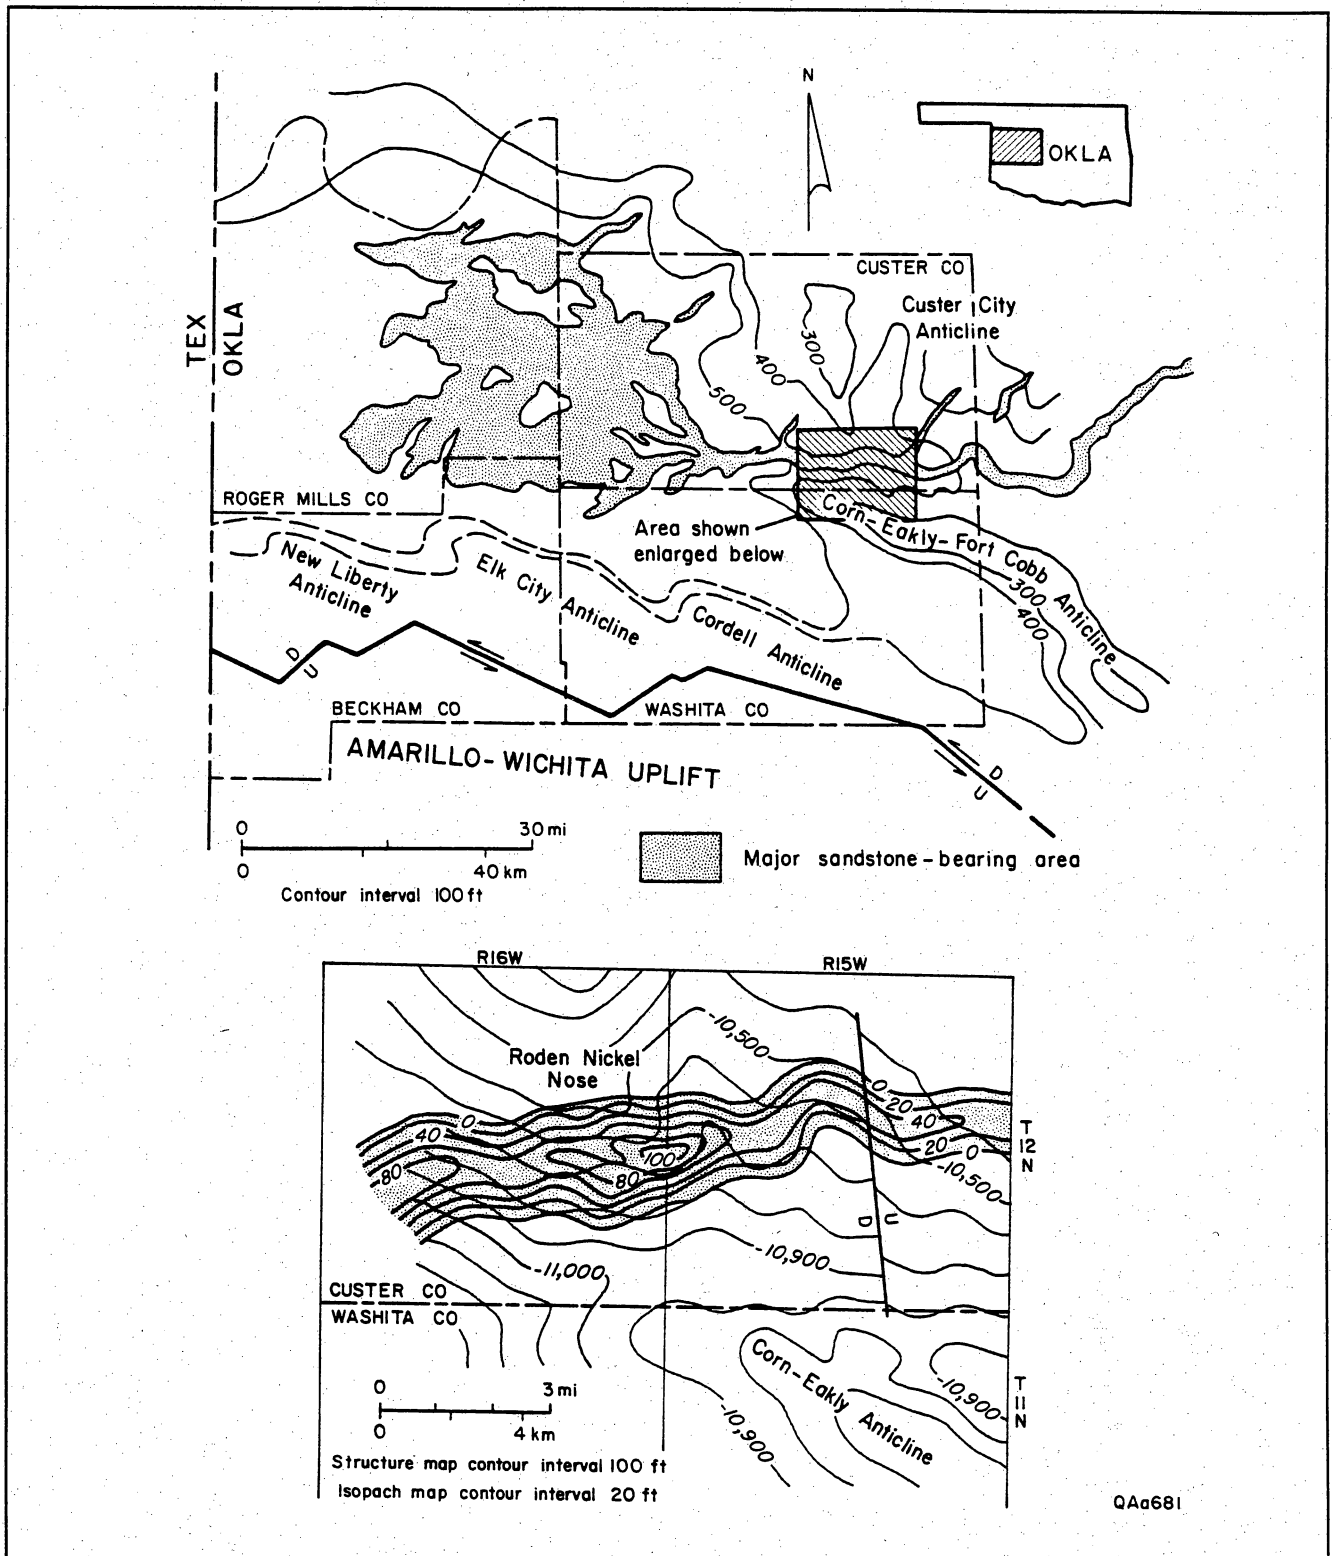 N
OKLA
CUSTER CO
Custer City
Anticline
TEX
OKLA
300
400
500
ROGER MILLS CO
Area shown
enlarged below
Corn-Eakly-Fort Cobb Anticline
300
400
New Liberty
Anticline
Elk City Anticline
Cordell Anticline
D
U
BECKHAM CO
WASHITA CO
AMARILLO-WICHITA UPLIFT
D
U
0 30 mi
0 40 km
Contour interval 100 ft
Major sandstone-bearing area
R16W
R15W
-10,500
Roden Nickel
Nose
0
20
40
20
0
-10,500
T
12
N
0
40
80
100
80
U
D
-10,900
-11,000
CUSTER CO
WASHITA CO
Corn-Eakly Anticline
-10,900
T
11
N
-10,900
0 3 mi
0 4 km
Structure map contour interval 100 ft
Isopach map contour interval 20 ft
QAa681